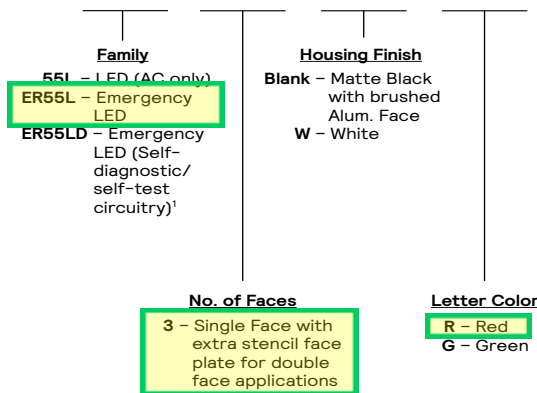 Family
55L – LED (AC only)
ER55L – Emergency
LED
ER55LD – Emergency
LED (Self-
diagnostic/
self-test
circuitry)¹
Housing Finish
Blank – Matte Black
with brushed
Alum. Face
W – White
No. of Faces
3 – Single Face with
extra stencil face
plate for double
face applications
Letter Color
R – Red
G – Green